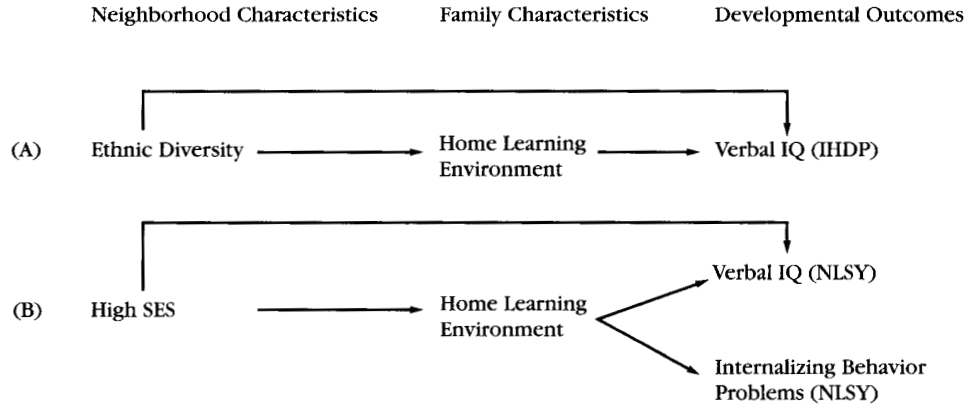 Neighborhood Characteristics Family Characteristics Developmental Outcomes
(A) Ethnic Diversity Home Learning Environment Verbal IQ (IHDP)
Verbal IQ (NLSY)
(B) High SES Home Learning Environment
Internalizing Behavior
Problems (NLSY)